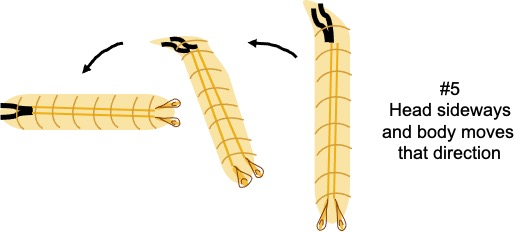 #5
Head sideways
and body moves
that direction